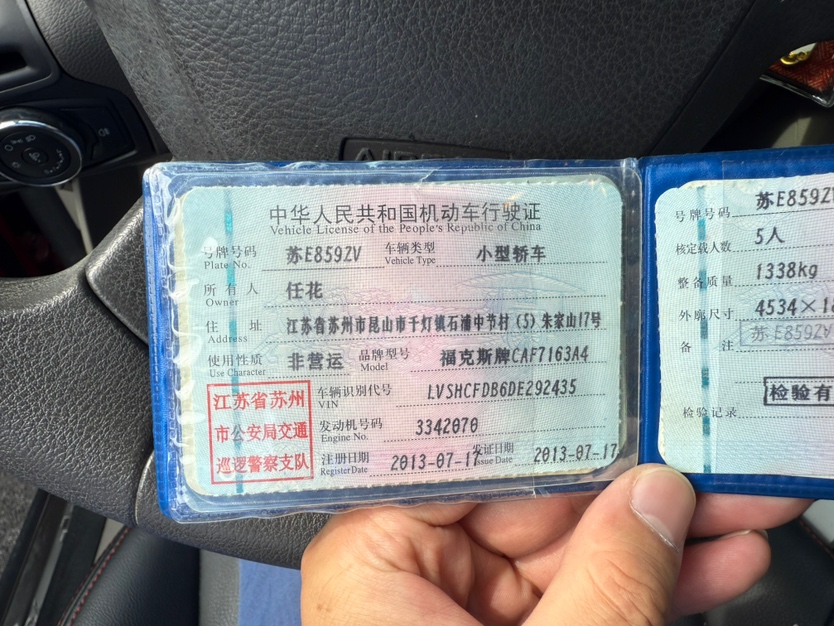 中华人民共和国机动车行驶证
Vehicle License of the People's Republic of China
号牌号码 苏E859ZV 车辆类型 小型轿车
Plate No. Vehicle Type
所有人 任花
Owner
住址 江苏省苏州市昆山市千灯镇石浦中节村(5)朱家山17号
Address
使用性质 非营运 品牌型号 福克斯牌CAF7163A4
Use Character Model
江苏省苏州
市公安局交通
巡逻警察支队
车辆识别代号 LVSHCFDB6DE292435
VIN
发动机号码 3342070
Engine No.
注册日期 2013-07-17 发证日期 2013-07-17
Register Date Issue Date
号牌号码 苏E859ZV
核定载人数 5人
整备质量 1338kg
外廓尺寸 4534×18
备注 苏E859ZV
检验有
检验记录